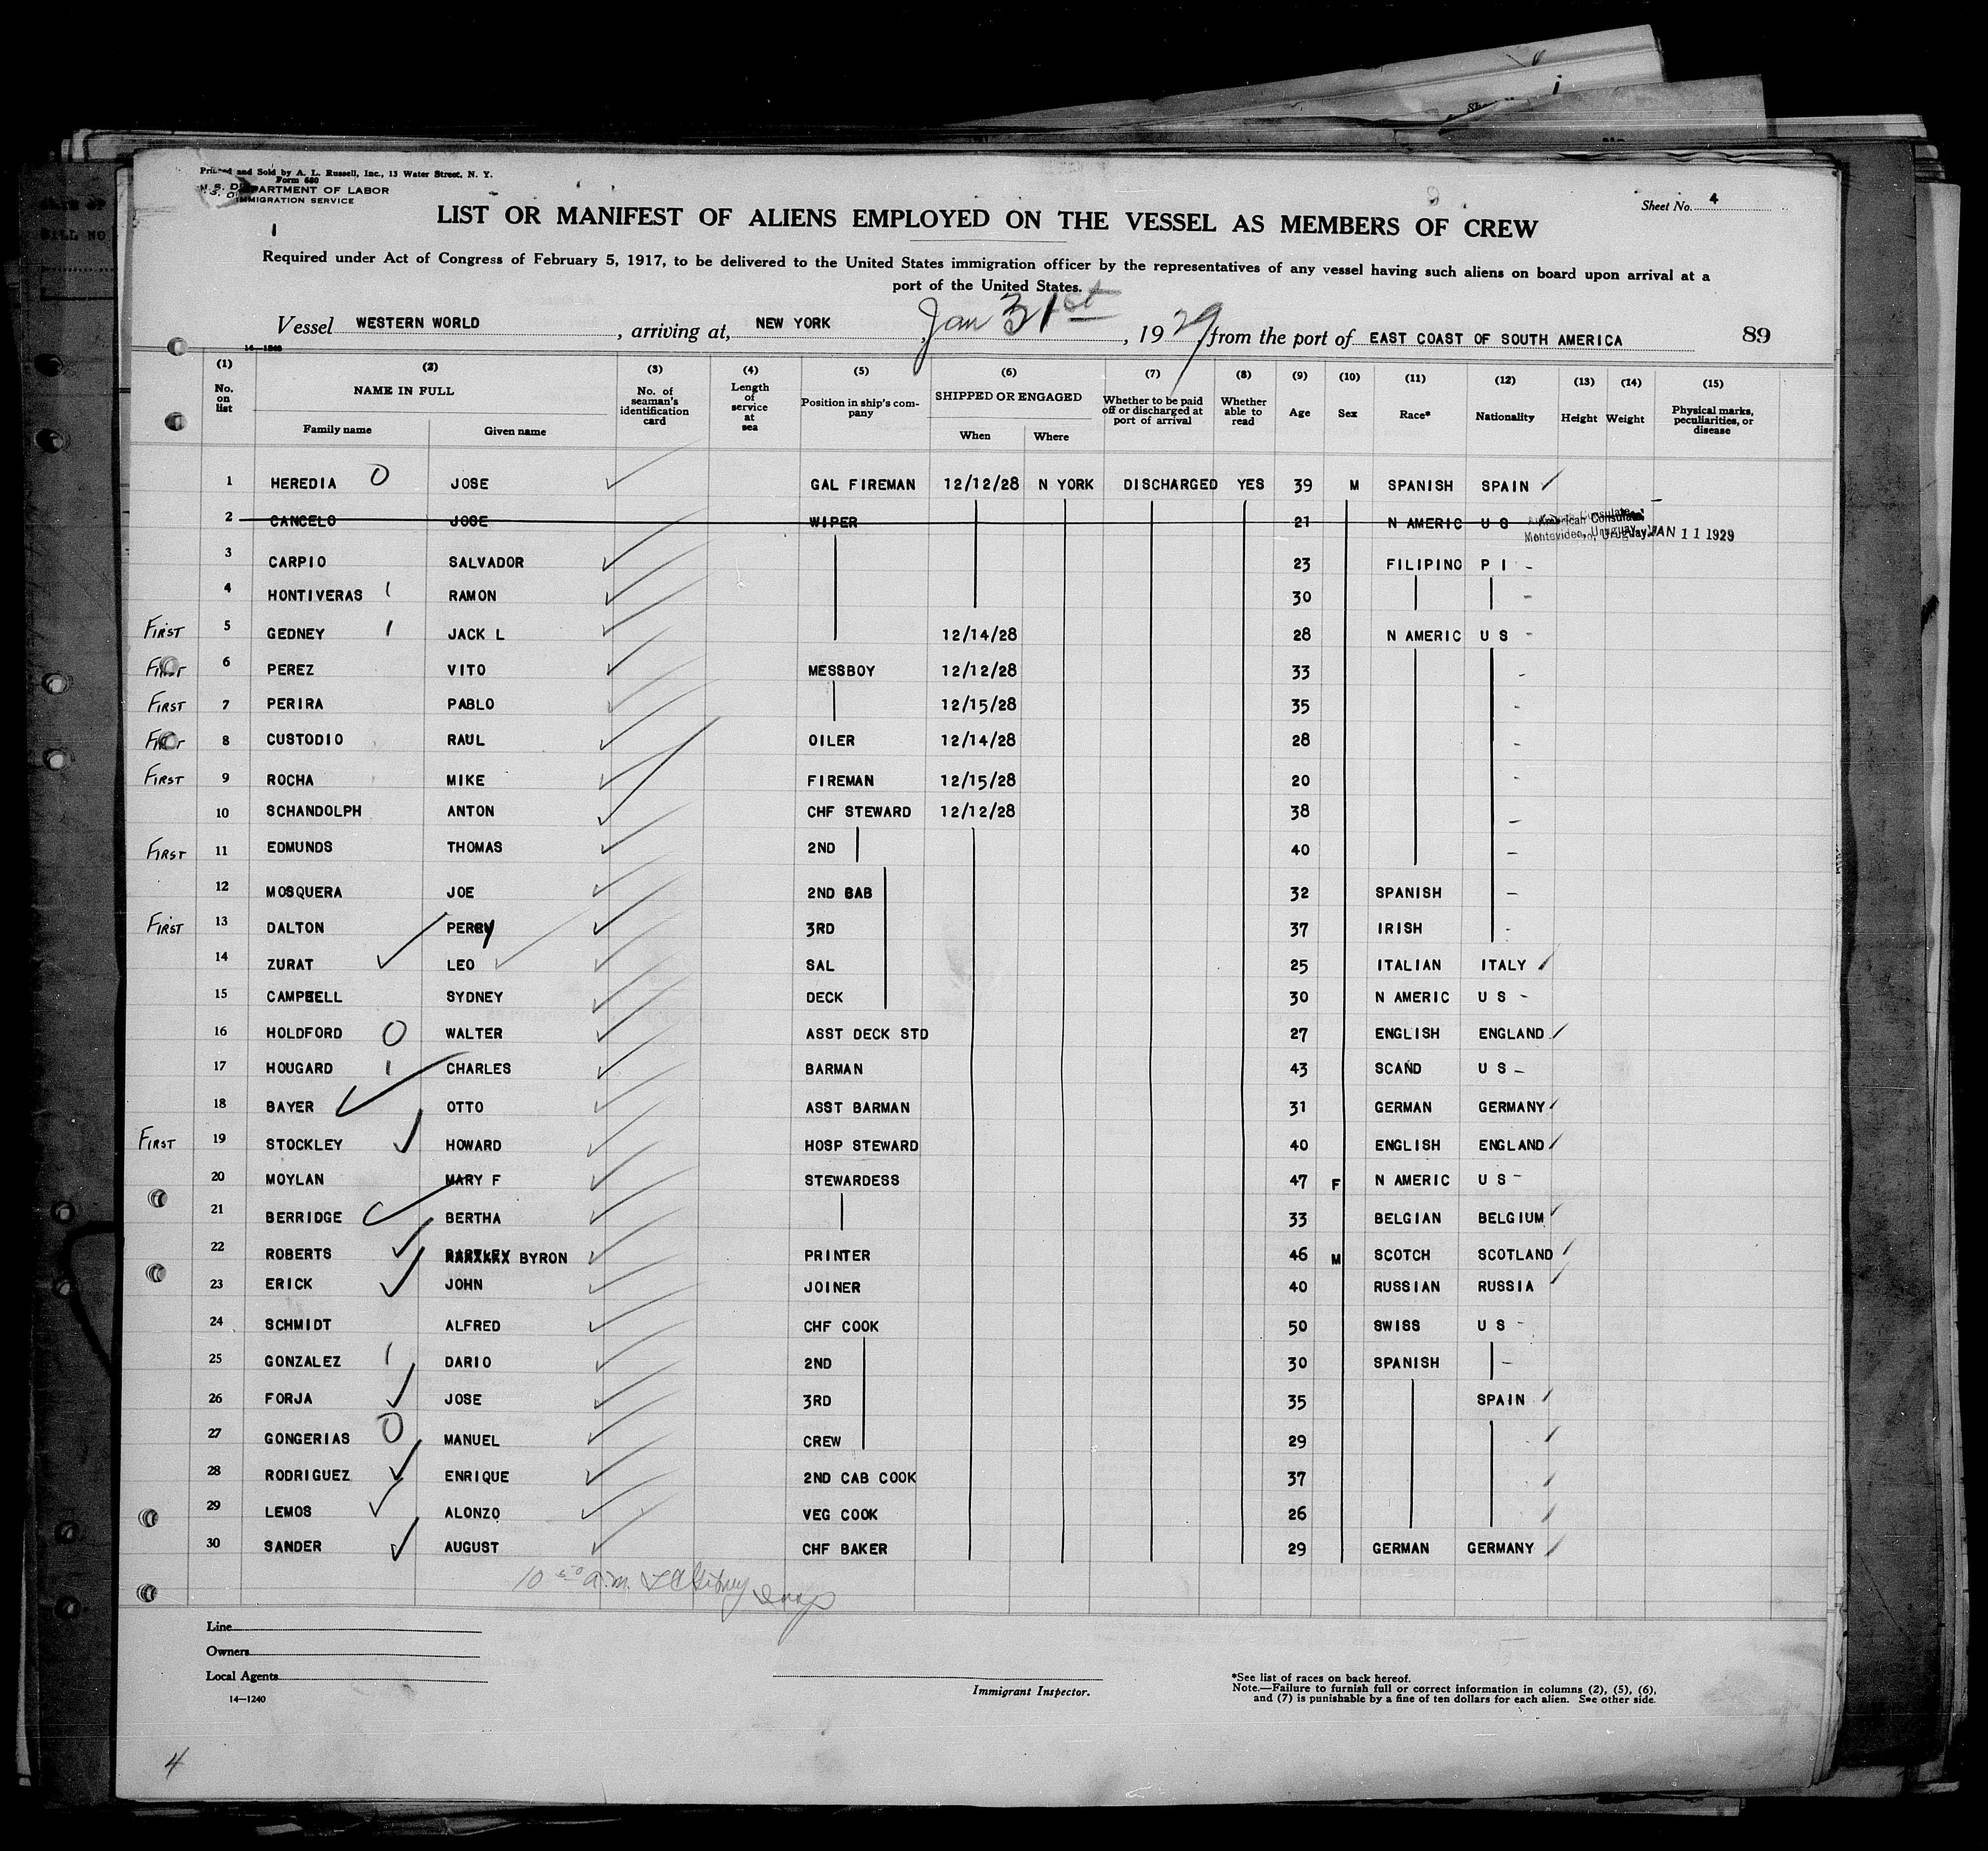 Printed and Sold by A. L. Russell, Inc., 13 Water Street, N. Y.
Form 680
U. S. DEPARTMENT OF LABOR
IMMIGRATION SERVICE
Sheet No. 4
LIST OR MANIFEST OF ALIENS EMPLOYED ON THE VESSEL AS MEMBERS OF CREW
1
Required under Act of Congress of February 5, 1917, to be delivered to the United States immigration officer by the representatives of any vessel having such aliens on board upon arrival at a
port of the United States.
Vessel WESTERN WORLD, arriving at, NEW YORK, Jan 31st, 1929, from the port of EAST COAST OF SOUTH AMERICA 89
14—1240
(1) (2) (3) (4) (5) (6) (7) (8) (9) (10) (11) (12) (13) (14) (15)
No. on list NAME IN FULL No. of seaman's identification card Length of service at sea Position in ship's company SHIPPED OR ENGAGED Whether to be paid off or discharged at port of arrival Whether able to read Age Sex Race* Nationality Height Weight Physical marks, peculiarities, or disease
Family name Given name When Where
1 HEREDIA 0 JOSE GAL FIREMAN 12/12/28 N YORK DISCHARGED YES 39 M SPANISH SPAIN
2 CANCELO JOSE WIPER 21 N AMERIC U S American Consulate
Montevideo, Uruguay. JAN 11 1929
3 CARPIO SALVADOR 23 FILIPINO P I -
4 HONTIVERAS 1 RAMON 30 -
First 5 GEDNEY 1 JACK L 12/14/28 28 N AMERIC U S -
First 6 PEREZ VITO MESSBOY 12/12/28 33 -
First 7 PERIRA PABLO 12/15/28 35 -
First 8 CUSTODIO RAUL OILER 12/14/28 28 -
First 9 ROCHA MIKE FIREMAN 12/15/28 20 -
10 SCHANDOLPH ANTON CHF STEWARD 12/12/28 38 -
First 11 EDMUNDS THOMAS 2ND 40 -
12 MOSQUERA JOE 2ND BAB 32 SPANISH -
First 13 DALTON PERRY 3RD 37 IRISH -
14 ZURAT LEO SAL 25 ITALIAN ITALY
15 CAMPBELL SYDNEY DECK 30 N AMERIC U S -
16 HOLDFORD 0 WALTER ASST DECK STD 27 ENGLISH ENGLAND
17 HOUGARD 1 CHARLES BARMAN 43 SCAND U S -
18 BAYER OTTO ASST BARMAN 31 GERMAN GERMANY
First 19 STOCKLEY HOWARD HOSP STEWARD 40 ENGLISH ENGLAND
20 MOYLAN MARY F STEWARDESS 47 F N AMERIC U S -
21 BERRIDGE BERTHA 33 BELGIAN BELGIUM
22 ROBERTS BYRON PRINTER 46 M SCOTCH SCOTLAND
23 ERICK JOHN JOINER 40 RUSSIAN RUSSIA
24 SCHMIDT ALFRED CHF COOK 50 SWISS U S -
25 GONZALEZ 1 DARIO 2ND 30 SPANISH -
26 FORJA JOSE 3RD 35 SPAIN
27 GONGERIAS 0 MANUEL CREW 29
28 RODRIGUEZ ENRIQUE 2ND CAB COOK 37
29 LEMOS ALONZO VEG COOK 26
30 SANDER AUGUST CHF BAKER 29 GERMAN GERMANY
10 50 a.m.
Line
Owners
Local Agents
14—1240
Immigrant Inspector.
*See list of races on back hereof.
Note.—Failure to furnish full or correct information in columns (2), (5), (6),
and (7) is punishable by a fine of ten dollars for each alien. See other side.
4